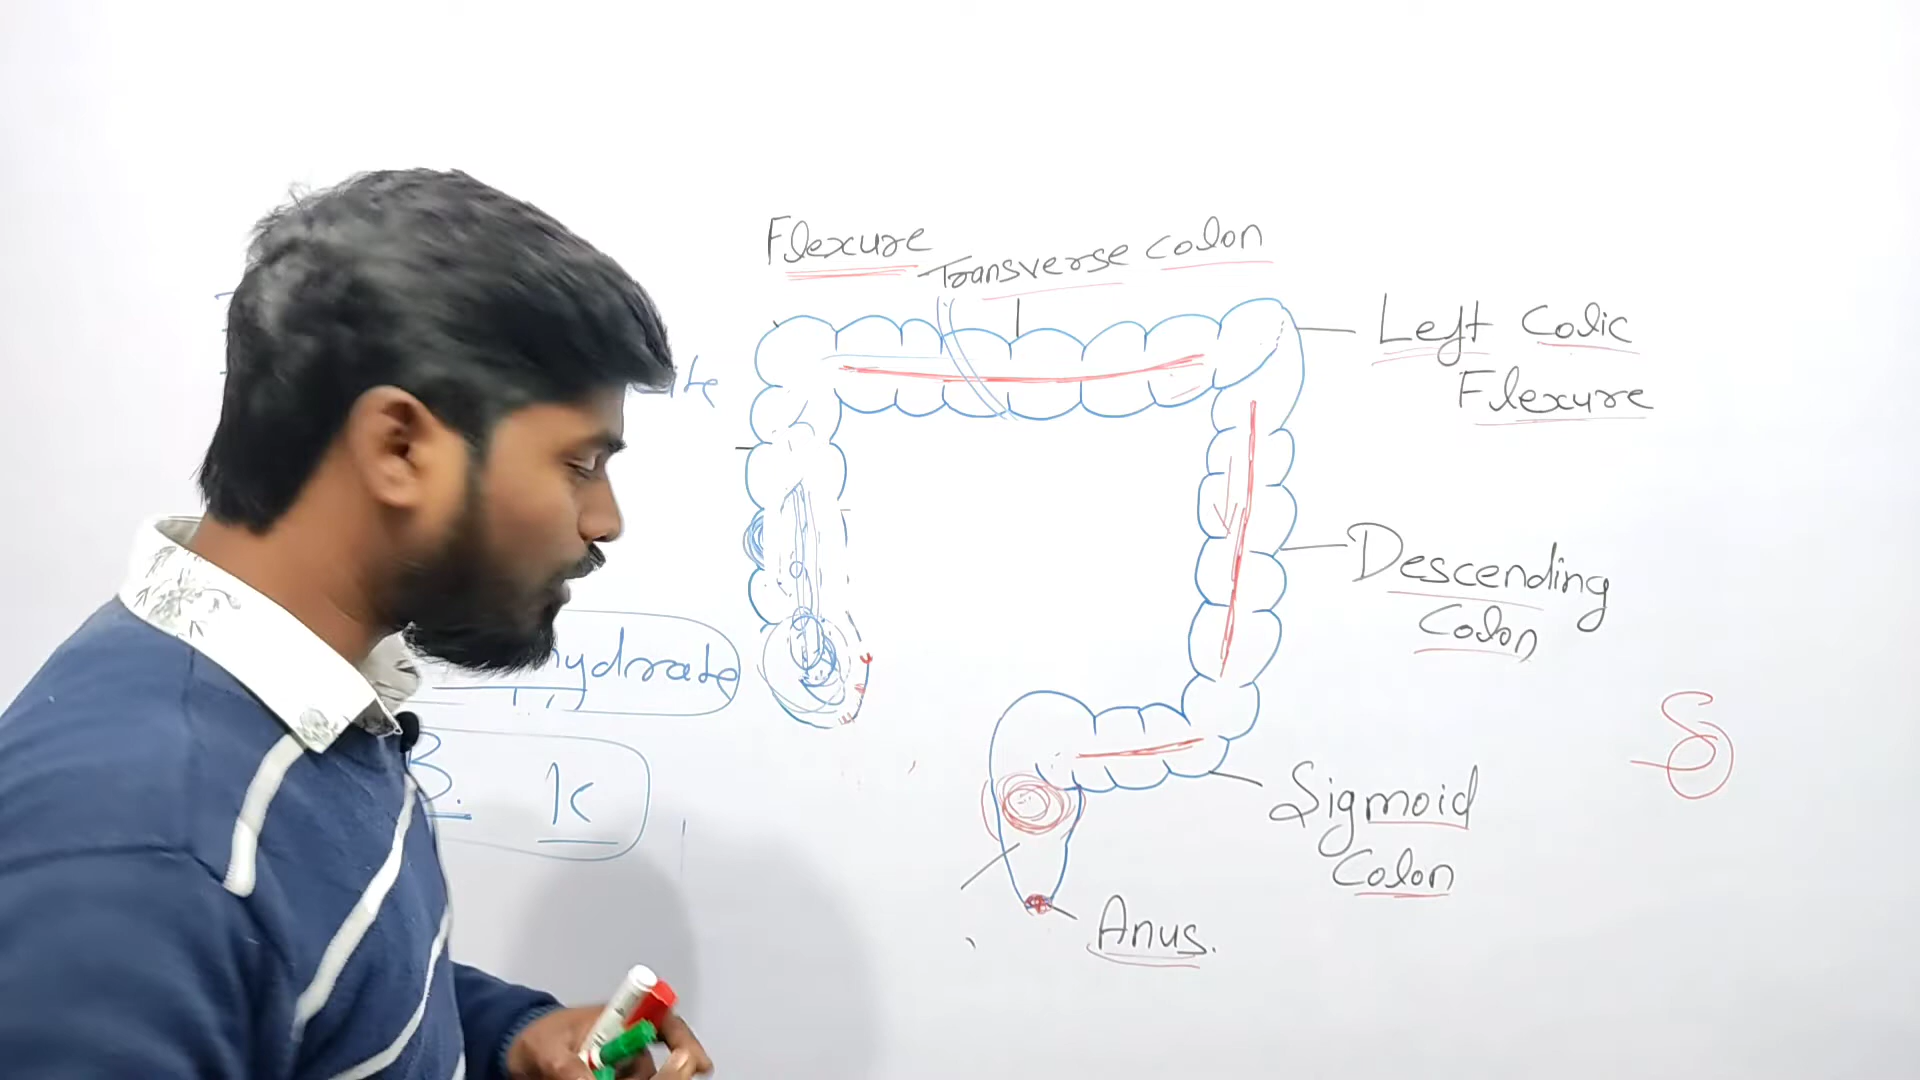 Flexure
Transverse colon
Left Colic
Flexure
Descending
Colon
Sigmoid
Colon
Anus.
B. K